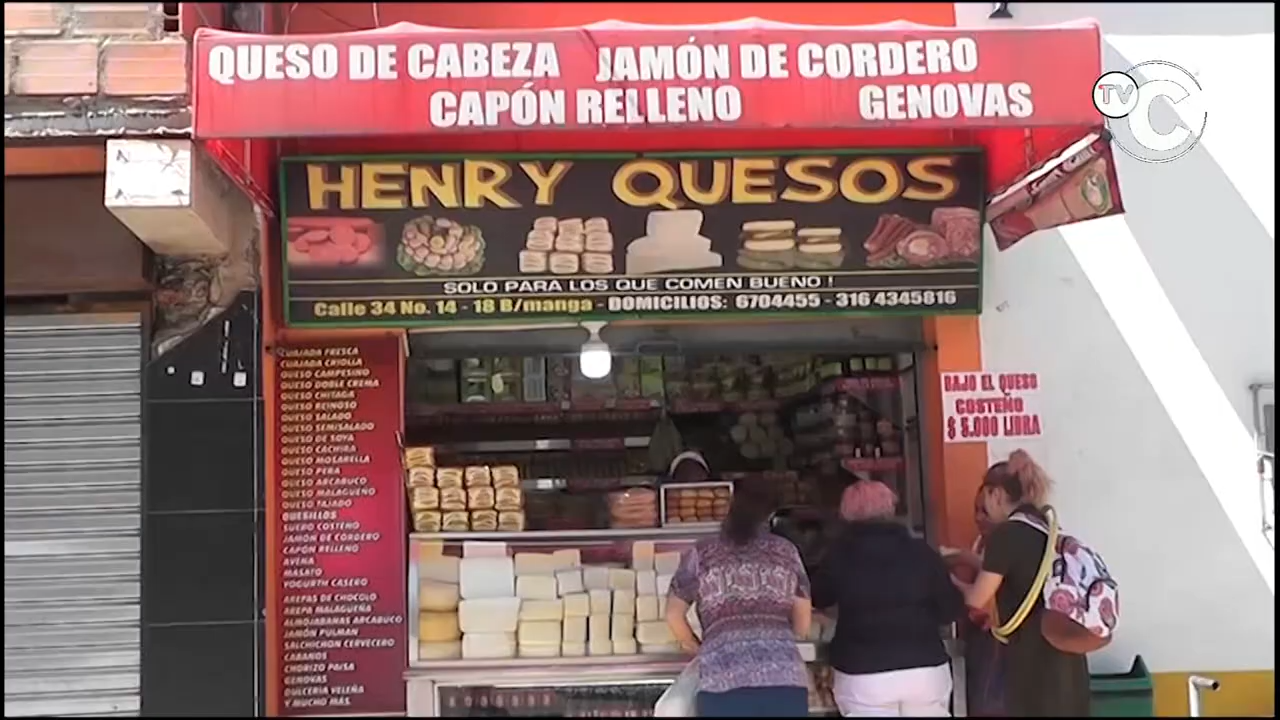 QUESO DE CABEZA JAMÓN DE CORDERO
CAPÓN RELLENO GENOVAS
TV C
HENRY QUESOS
SOLO PARA LOS QUE COMEN BUENO !
Calle 34 No. 14 - 18 B/manga - DOMICILIOS: 6704455 - 316 4345816
CUAJADA FRESCA
CUAJADA CRIOLLA
QUESO CAMPESINO
QUESO DOBLE CREMA
QUESO CHITAGA
QUESO REINOSO
QUESO SALADO
QUESO SEMISALADO
QUESO DE SOYA
QUESO CACHIRA
QUESO MOSARELLA
QUESO PERA
QUESO ARCABUCO
QUESO MALAGUEÑO
QUESO TAJADO
QUESILLOS
SUERO COSTEÑO
JAMÓN DE CORDERO
CAPÓN RELLENO
AVENA
MASATO
YOGURTH CASERO
AREPAS DE CHOCOLO
AREPA MALAGUEÑA
ALMOJABANAS ARCABUCO
JAMÓN PULMAN
SALCHICHON CERVECERO
CABANOS
CHORIZO PAISA
GENOVAS
DULCERIA VELEÑA
Y MUCHO MÁS.
BAJO EL QUESO
COSTEÑO
$ 5.000 LIBRA